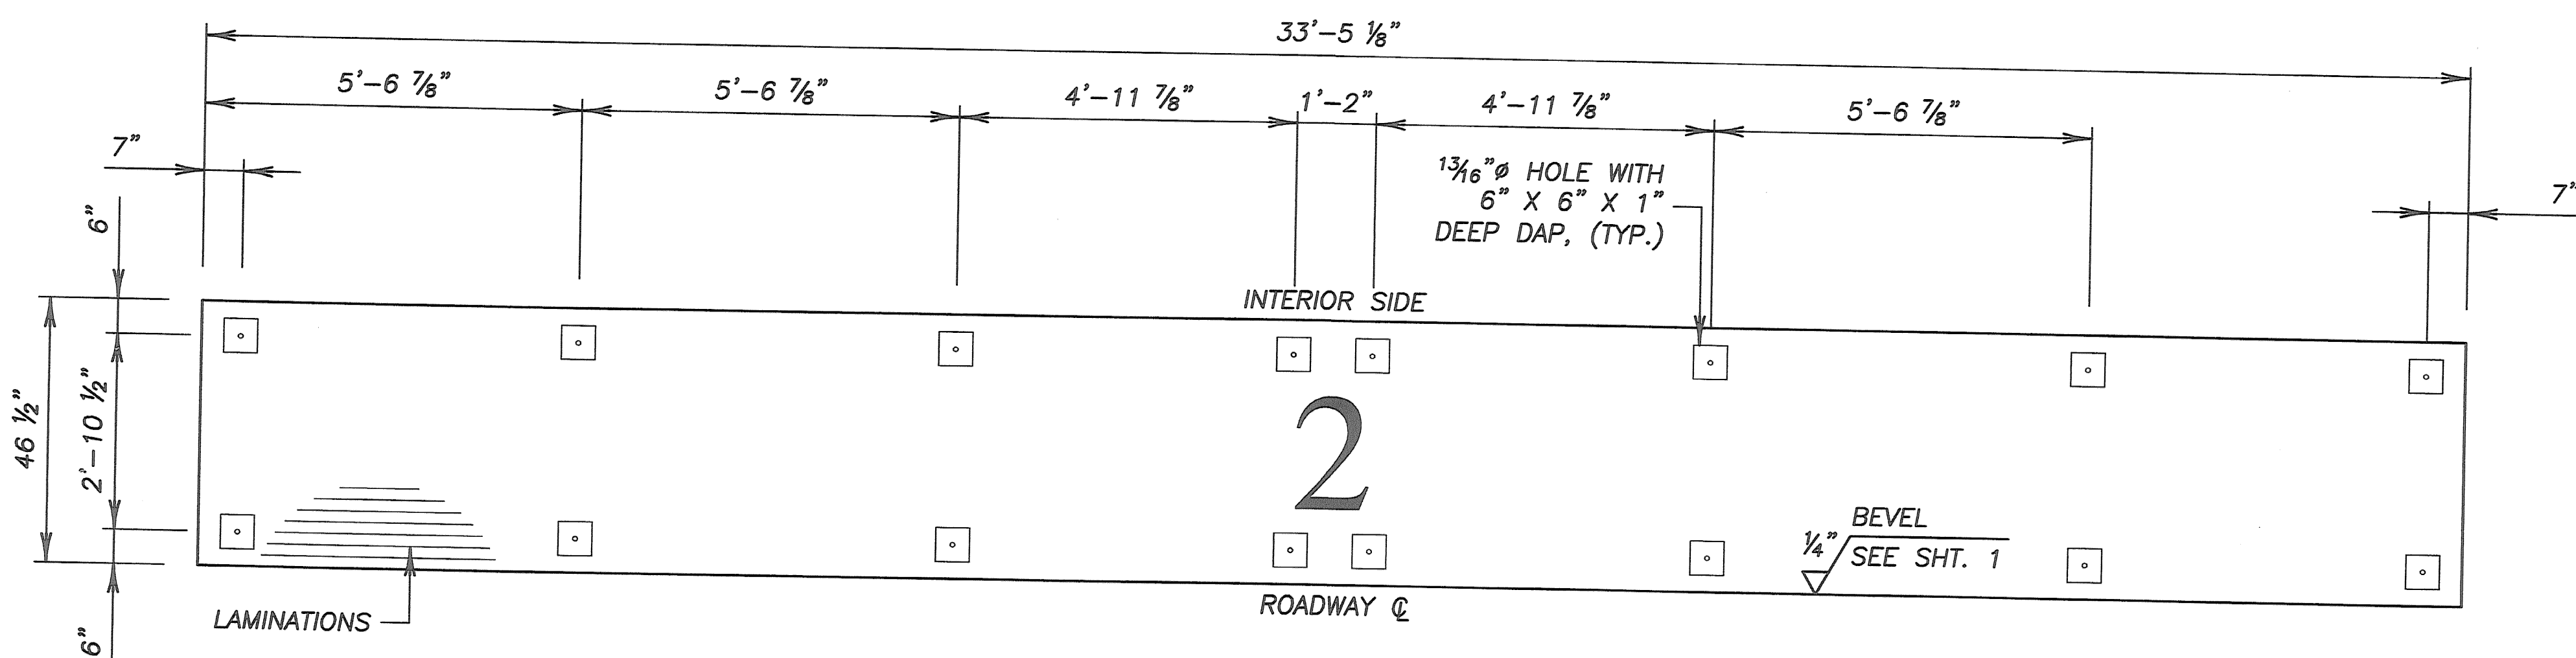 33'-5 ⅛"
5'-6 ⅞"
5'-6 ⅞"
4'-11 ⅞"
1'-2"
4'-11 ⅞"
5'-6 ⅞"
7"
13/16"ø HOLE WITH
6" X 6" X 1"
DEEP DAP, (TYP.)
7"
6"
INTERIOR SIDE
46 ½"
2'-10 ½"
2
BEVEL
¼"
SEE SHT. 1
ROADWAY ℄
LAMINATIONS
6"